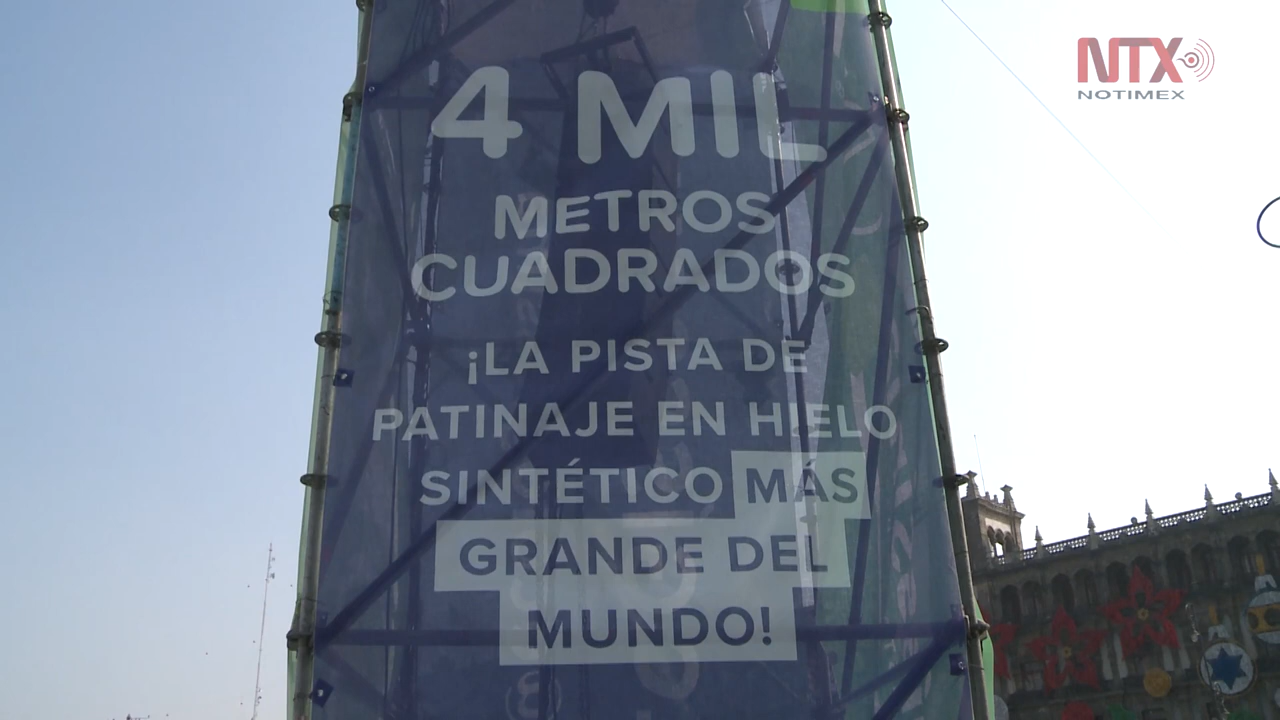 NTX
NOTIMEX
4 MIL
METROS
CUADRADOS
¡LA PISTA DE
PATINAJE EN HIELO
SINTÉTICO MÁS
GRANDE DEL
MUNDO!